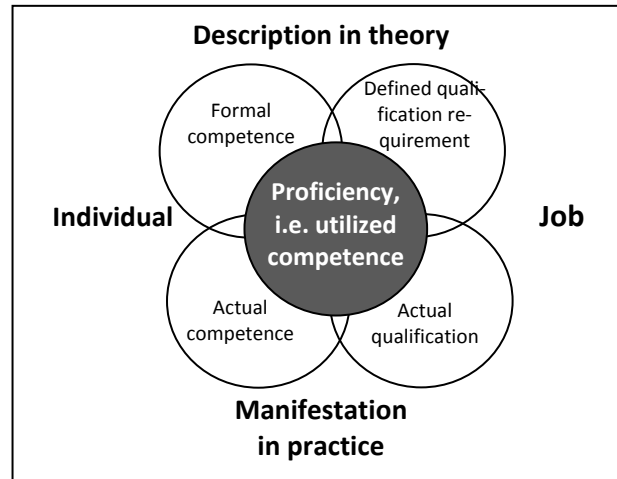 Description in theory
Formal
competence
Defined quali-
fication re-
quirement
Proficiency,
i.e. utilized
competence
Individual
Job
Actual
competence
Actual
qualification
Manifestation
in practice